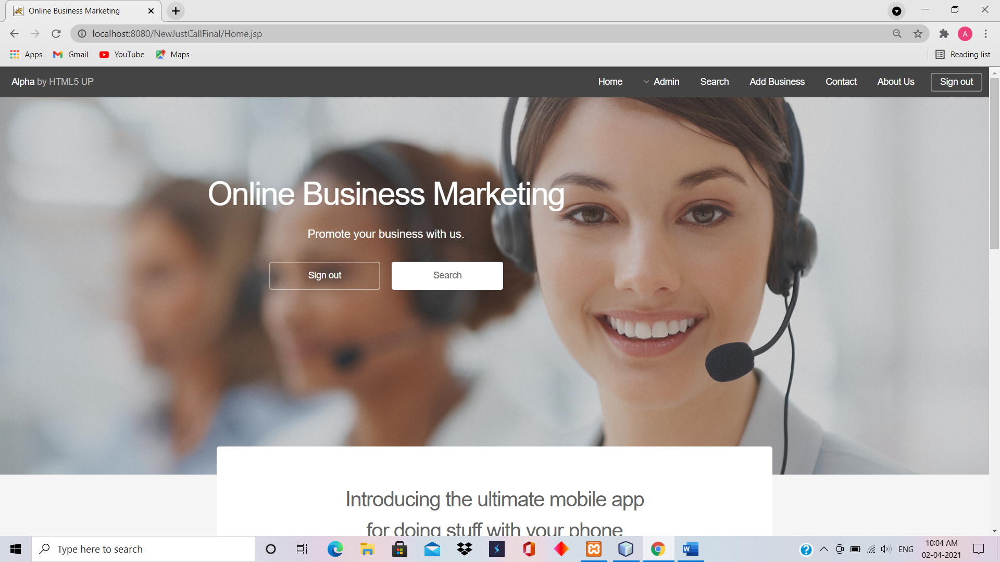 Online Business Marketing
localhost:8080/NewJustCallFinal/Home.jsp
A
Apps Gmail YouTube Maps Reading list
Alpha by HTML5 UP Home Admin Search Add Business Contact About Us Sign out
Online Business Marketing
Promote your business with us.
Sign out Search
Introducing the ultimate mobile app
for doing stuff with your phone
Type here to search
ENG
10:04 AM
02-04-2021